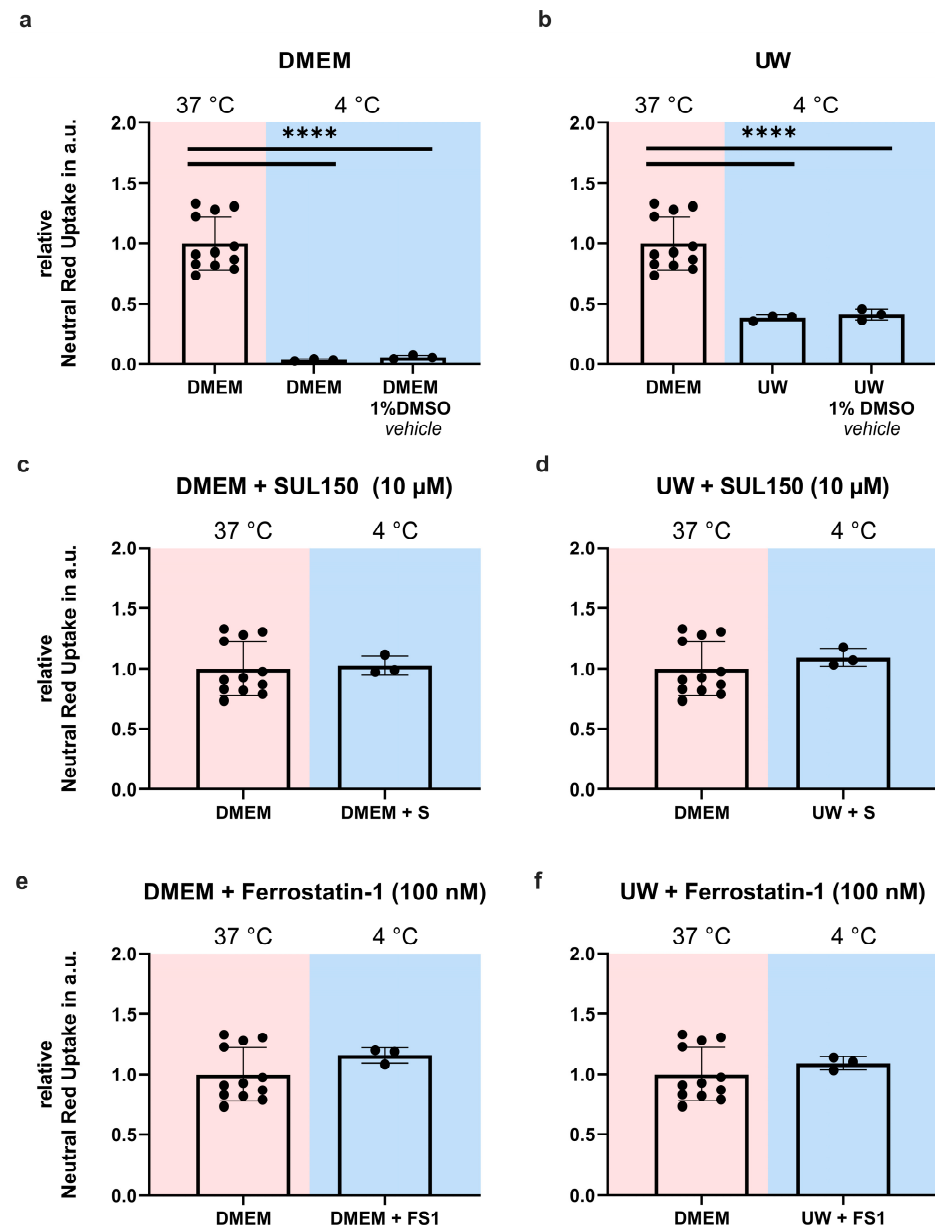 a
DMEM
37 °C 4 °C
relative
Neutral Red Uptake in a.u.
2.0
1.5
1.0
0.5
0.0
****
DMEM DMEM DMEM
1%DMSO
vehicle
b
UW
37 °C 4 °C
2.0
1.5
1.0
0.5
0.0
****
DMEM UW UW
1% DMSO
vehicle
c
DMEM + SUL150 (10 µM)
37 °C 4 °C
relative
Neutral Red Uptake in a.u.
2.0
1.5
1.0
0.5
0.0
DMEM DMEM + S
d
UW + SUL150 (10 µM)
37 °C 4 °C
2.0
1.5
1.0
0.5
0.0
DMEM UW + S
e
DMEM + Ferrostatin-1 (100 nM)
37 °C 4 °C
relative
Neutral Red Uptake in a.u.
2.0
1.5
1.0
0.5
0.0
DMEM DMEM + FS1
f
UW + Ferrostatin-1 (100 nM)
37 °C 4 °C
2.0
1.5
1.0
0.5
0.0
DMEM UW + FS1